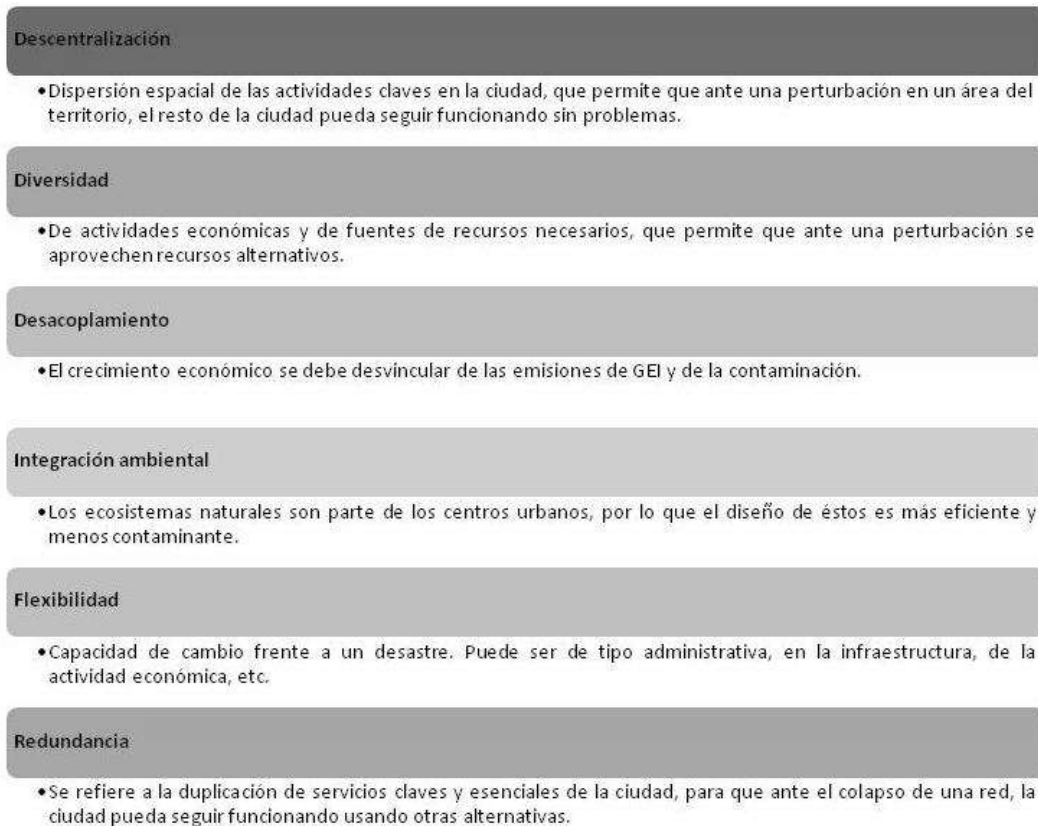 Descentralización
•Dispersión espacial de las actividades claves en la ciudad, que permite que ante una perturbación en un área del
territorio, el resto de la ciudad pueda seguir funcionando sin problemas.
Diversidad
•De actividades económicas y de fuentes de recursos necesarios, que permite que ante una perturbación se
aprovechen recursos alternativos.
Desacoplamiento
•El crecimiento económico se debe desvincular de las emisiones de GEI y de la contaminación.
Integración ambiental
•Los ecosistemas naturales son parte de los centros urbanos, por lo que el diseño de éstos es más eficiente y
menos contaminante.
Flexibilidad
•Capacidad de cambio frente a un desastre. Puede ser de tipo administrativa, en la infraestructura, de la
actividad económica, etc.
Redundancia
•Se refiere a la duplicación de servicios claves y esenciales de la ciudad, para que ante el colapso de una red, la
ciudad pueda seguir funcionando usando otras alternativas.